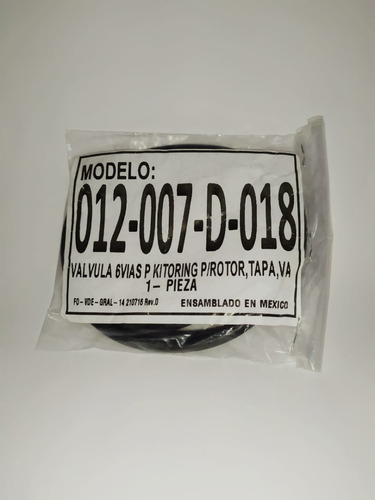 MODELO:
012-007-D-018
VALVULA 6VIAS P KITORING P/ROTOR,TAPA,VA
1- PIEZA
FO-VDE-GRAL-14 210716 Rev.0 ENSAMBLADO EN MEXICO